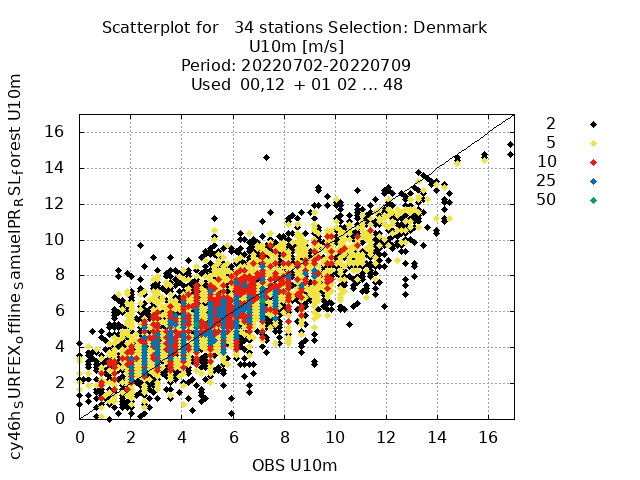 Scatterplot for   34 stations Selection: Denmark
U10m [m/s]
Period: 20220702-20220709
Used  00,12  + 01 02 ... 48
cy46h_SURFEX_offline_samuelPR_RSL_forest U10m
16
14
12
10
8
6
4
2
0
0 2 4 6 8 10 12 14 16
OBS U10m
2
5
10
25
50